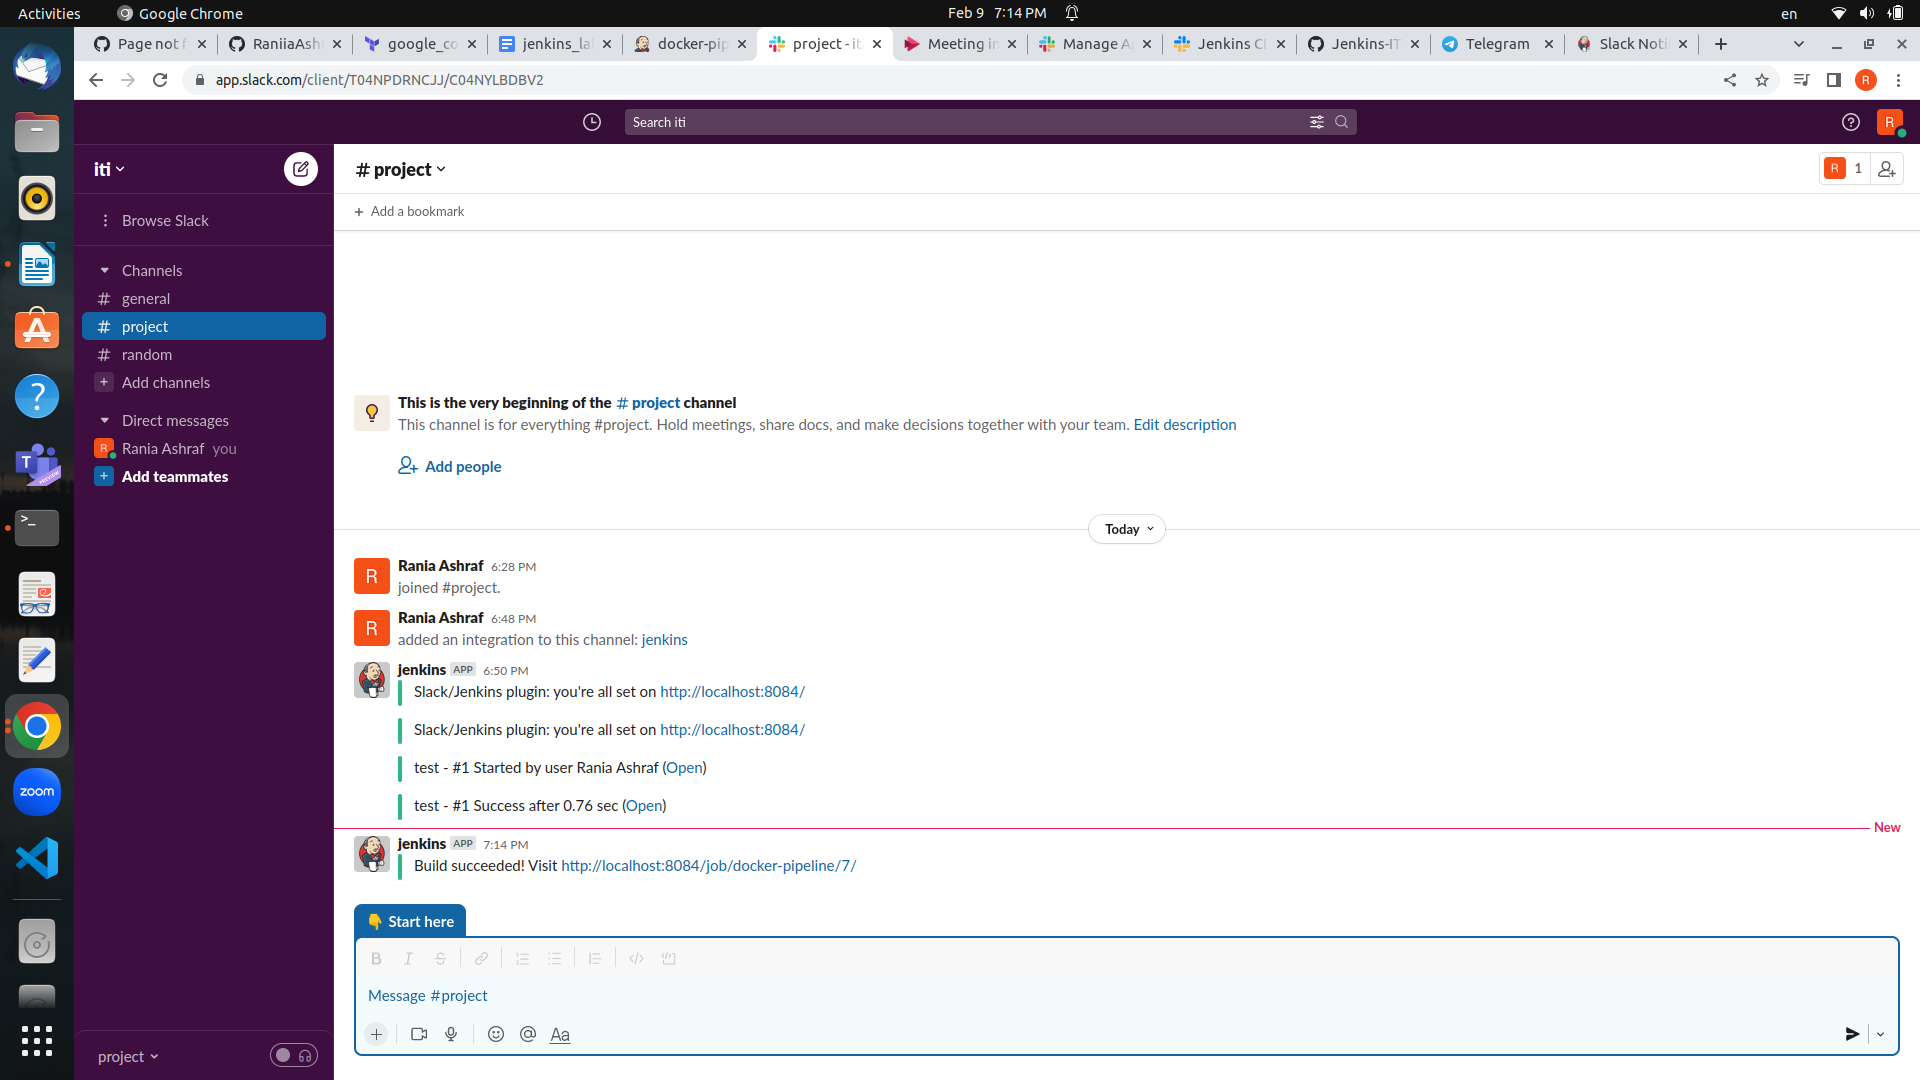 Activities
Google Chrome
Feb 9 7:14 PM
en
Page not f
RaniiaAsh
google_co
jenkins_la
docker-pip
project - it
Meeting in
Manage A
Jenkins CI
Jenkins-IT
Telegram
Slack Noti
app.slack.com/client/T04NPDRNCJJ/C04NYLBDBV2
R
Search iti
R
iti
# project
R 1
Browse Slack
+ Add a bookmark
Channels
# general
# project
# random
+ Add channels
Direct messages
R Rania Ashraf you
+ Add teammates
This is the very beginning of the # project channel
This channel is for everything #project. Hold meetings, share docs, and make decisions together with your team. Edit description
Add people
Today
R
Rania Ashraf 6:28 PM
joined #project.
R
Rania Ashraf 6:48 PM
added an integration to this channel: jenkins
jenkins APP 6:50 PM
Slack/Jenkins plugin: you're all set on http://localhost:8084/
Slack/Jenkins plugin: you're all set on http://localhost:8084/
test - #1 Started by user Rania Ashraf (Open)
test - #1 Success after 0.76 sec (Open)
New
jenkins APP 7:14 PM
Build succeeded! Visit http://localhost:8084/job/docker-pipeline/7/
Start here
B I S
Message #project
Aa
project
zoom